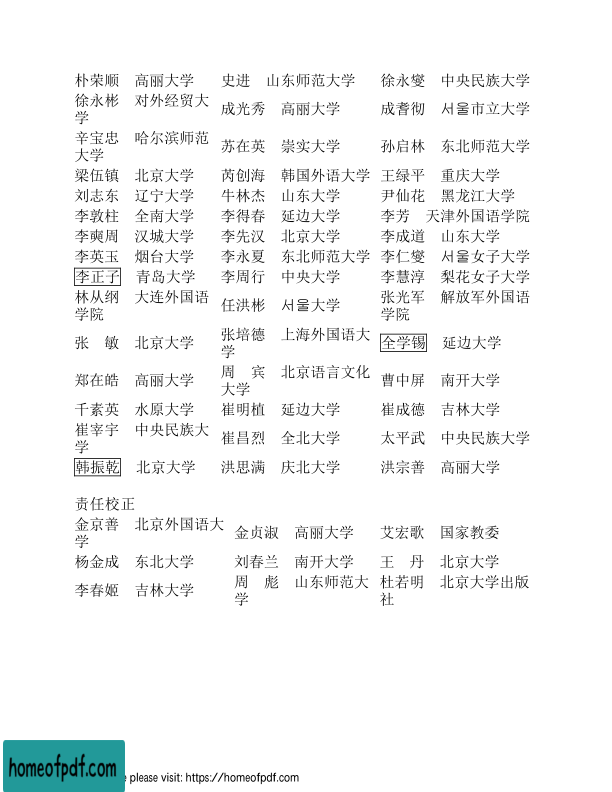 朴荣顺　高丽大学　史进　山东师范大学　徐永燮　中央民族大学
徐永彬　对外经贸大学　成光秀　高丽大学　成耆彻　서울市立大学
辛宝忠　哈尔滨师范大学　苏在英　崇实大学　孙启林　东北师范大学
梁伍镇　北京大学　芮创海　韩国外语大学　王绿平　重庆大学
刘志东　辽宁大学　牛林杰　山东大学　尹仙花　黑龙江大学
李敦柱　全南大学　李得春　延边大学　李芳　天津外国语学院
李奭周　汉城大学　李先汉　北京大学　李成道　山东大学
李英玉　烟台大学　李永夏　东北师范大学　李仁燮　서울女子大学
李正子　青岛大学　李周行　中央大学　李慧淳　梨花女子大学
林从纲　大连外国语学院　任洪彬　서울大学　张光军　解放军外国语学院
张　敏　北京大学　张培德　上海外国语大学　全学锡　延边大学
郑在皓　高丽大学　周　宾　北京语言文化大学　曹中屏　南开大学
千素英　水原大学　崔明植　延边大学　崔成德　吉林大学
崔宰宇　中央民族大学　崔昌烈　全北大学　太平武　中央民族大学
韩振乾　北京大学　洪思满　庆北大学　洪宗善　高丽大学
责任校正
金京善　北京外国语大学　金贞淑　高丽大学　艾宏歌　国家教委
杨金成　东北大学　刘春兰　南开大学　王　丹　北京大学
李春姬　吉林大学　周　彪　山东师范大学　杜若明　北京大学出版社
homeofpdf.com
e please visit: https://homeofpdf.com